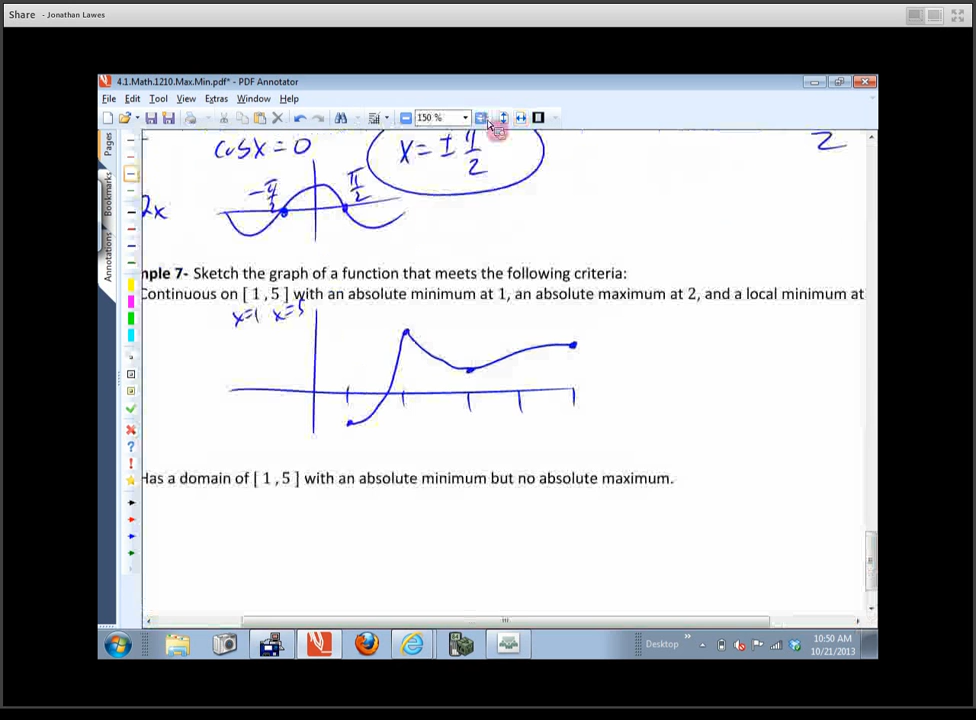 Share - Jonathan Lawes
4.1.Math.1210.Max.Min.pdf* - PDF Annotator
File Edit Tool View Extras Window Help
150 %
Pages
Bookmarks
Annotations
cosx = 0
x = ± π/2
2
-π/2
π/2
2x
nple 7- Sketch the graph of a function that meets the following criteria:
Continuous on [ 1 , 5 ] with an absolute minimum at 1, an absolute maximum at 2, and a local minimum at
x=1 x=5
Has a domain of [ 1 , 5 ] with an absolute minimum but no absolute maximum.
Desktop
10:50 AM
10/21/2013